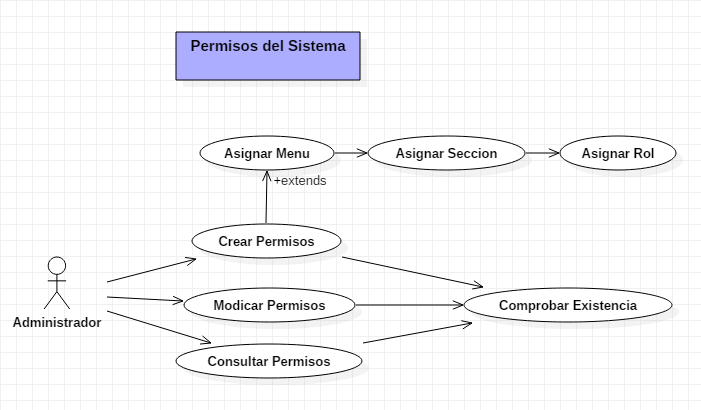 Permisos del Sistema
Asignar Menu
Asignar Seccion
Asignar Rol
+extends
Crear Permisos
Modicar Permisos
Comprobar Existencia
Administrador
Consultar Permisos